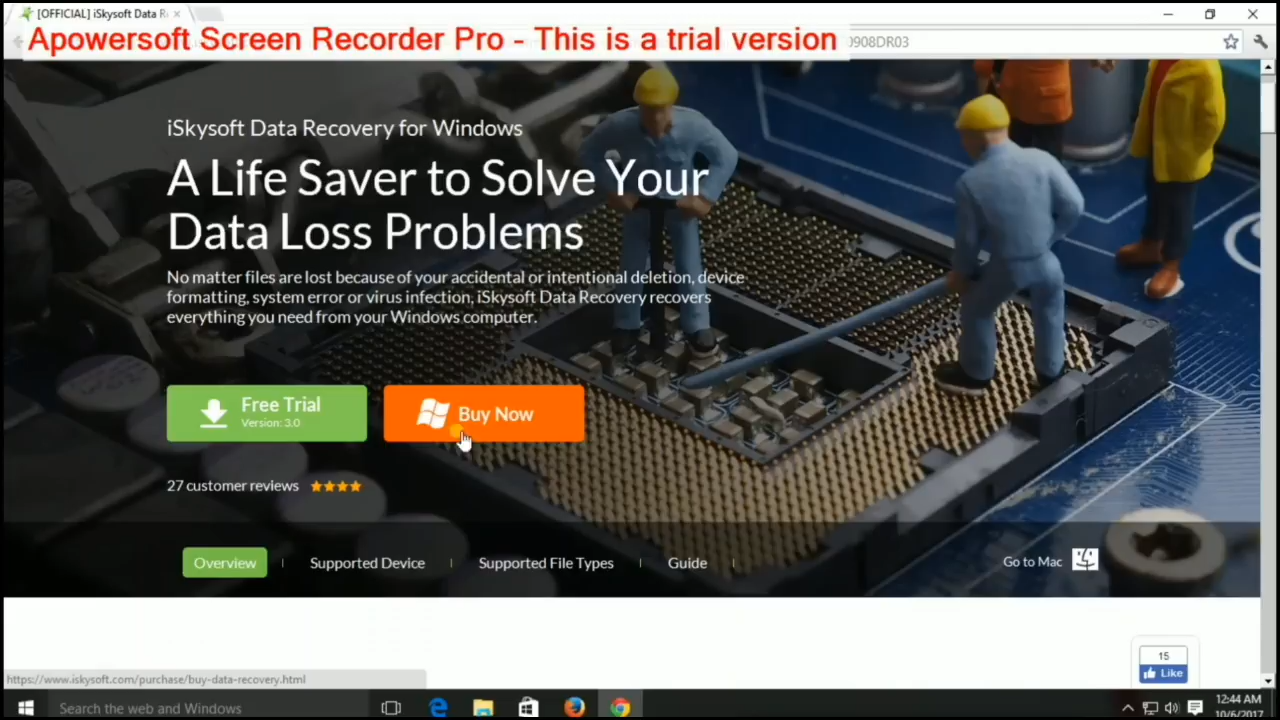 [OFFICIAL] iSkysoft Data R
Apowersoft Screen Recorder Pro - This is a trial version
0908DR03
iSkysoft Data Recovery for Windows
A Life Saver to Solve Your
Data Loss Problems
No matter files are lost because of your accidental or intentional deletion, device
formatting, system error or virus infection, iSkysoft Data Recovery recovers
everything you need from your Windows computer.
Free Trial
Version: 3.0
Buy Now
27 customer reviews
Overview
Supported Device
Supported File Types
Guide
Go to Mac
15
Like
https://www.iskysoft.com/purchase/buy-data-recovery.html
Search the web and Windows
12:44 AM
10/6/2017